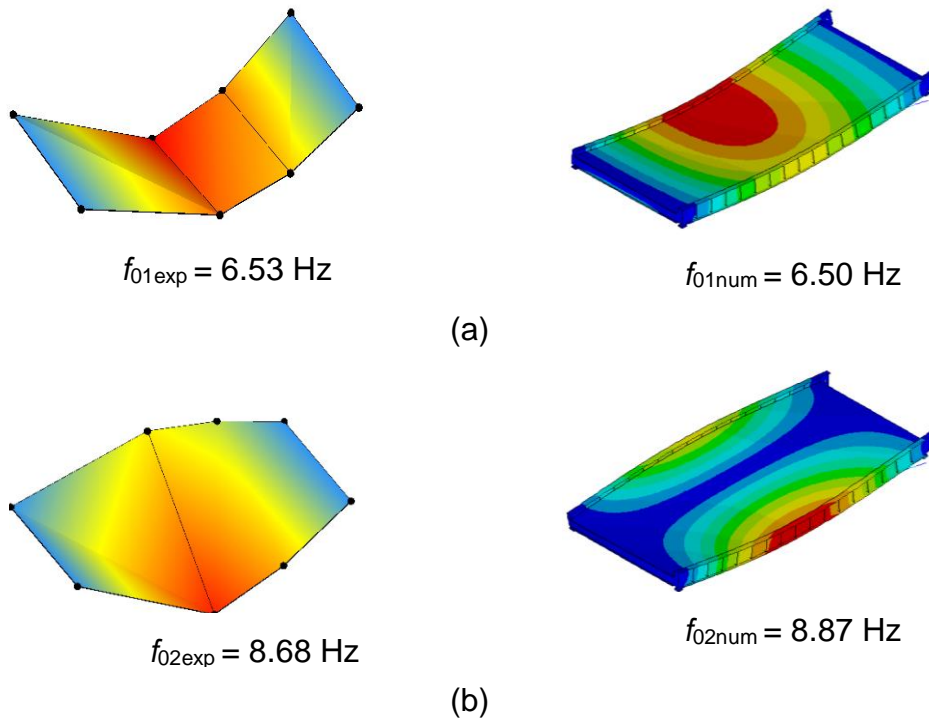 f01exp = 6.53 Hz
f01num = 6.50 Hz
(a)
f02exp = 8.68 Hz
f02num = 8.87 Hz
(b)